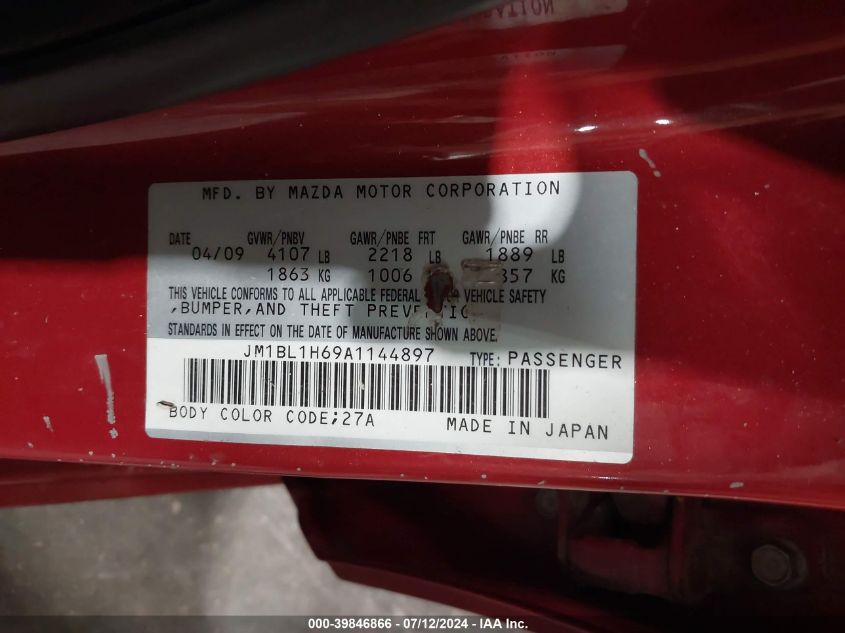 MFD. BY MAZDA MOTOR CORPORATION
DATE GVWR/PNBV GAWR/PNBE FRT GAWR/PNBE RR
04/09 4107 LB 2218 LB 1889 LB
1863 KG 1006 857 KG
THIS VEHICLE CONFORMS TO ALL APPLICABLE FEDERAL VEHICLE SAFETY
,BUMPER,AND THEFT PREVENTION
STANDARDS IN EFFECT ON THE DATE OF MANUFACTURE SHOWN ABOVE.
JM1BL1H69A1144897 TYPE: PASSENGER
BODY COLOR CODE;27A MADE IN JAPAN
000-39846866 / 07/12/2024 - © IAA Inc.